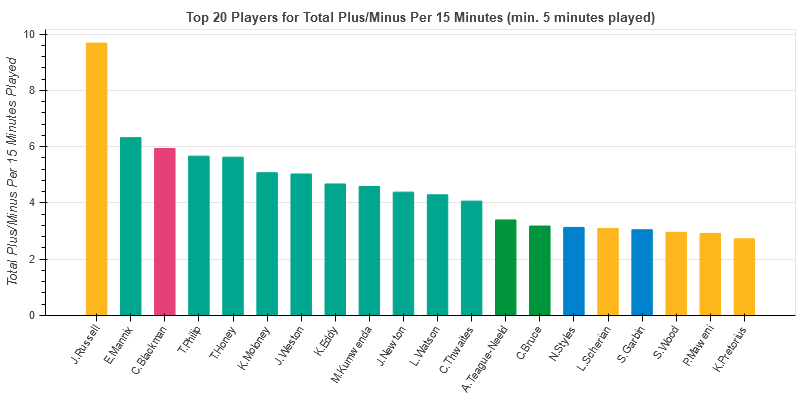 Top 20 Players for Total Plus/Minus Per 15 Minutes (min. 5 minutes played)
Total Plus/Minus Per 15 Minutes Played
10
8
6
4
2
0
J.Russell
E.Mannix
C.Blackman
T.Philip
T.Honey
K.Moloney
J.Weston
K.Eddy
M.Kumwenda
J.Newton
L.Watson
C.Thwaites
A.Teague-Neeld
C.Bruce
N.Styles
L.Scherian
S.Garbin
S.Wood
P.Maweni
K.Pretorius